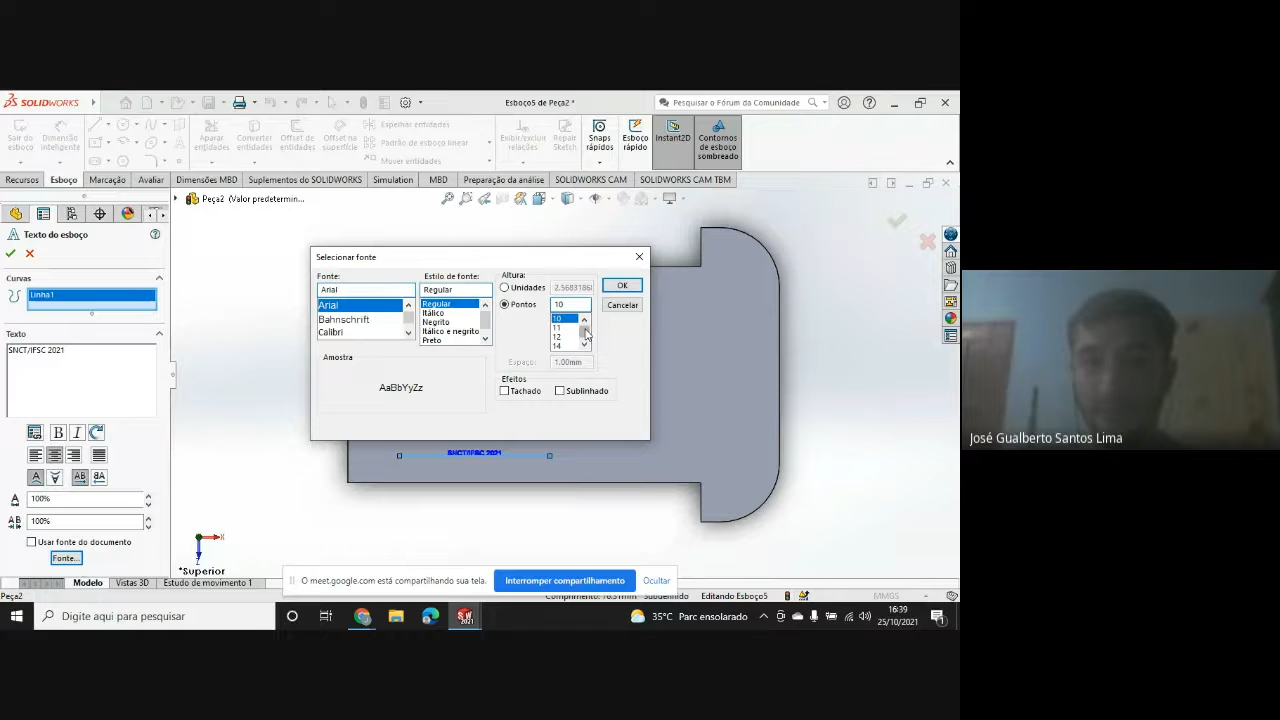 SOLIDWORKS
Esboço5 de Peça2 *
Pesquisar o Fórum da Comunidade
Sair do esboço
Dimensão inteligente
Aparar entidades
Converter entidades
Offset de entidades
Offset na superfície
Espelhar entidades
Padrão de esboço linear
Mover entidades
Exibir/excluir relações
Repair Sketch
Snaps rápidos
Esboço rápido
Instant2D
Contornos de esboço sombreado
Recursos
Esboço
Marcação
Avaliar
Dimensões MBD
Suplementos do SOLIDWORKS
Simulation
MBD
Preparação da análise
SOLIDWORKS CAM
SOLIDWORKS CAM TBM
Peça2 (Valor predetermin...
Texto do esboço
Curvas
Linha1
Texto
SNCT/IFSC 2021
B I
100%
100%
Usar fonte do documento
Fonte...
Selecionar fonte
Fonte:
Arial
Arial
Bahnschrift
Calibri
Estilo de fonte:
Regular
Regular
Itálico
Negrito
Itálico e negrito
Preto
Altura:
Unidades
Pontos
10
10
11
12
14
Espaço:
1.00mm
OK
Cancelar
Amostra
AaBbYyZz
Efeitos
Tachado
Sublinhado
SNCT/IFSC 2021
X
*Superior
Modelo
Vistas 3D
Estudo de movimento 1
O meet.google.com está compartilhando sua tela.
Interromper compartilhamento
Ocultar
Peça2
Editando Esboço5
MMGS
Digite aqui para pesquisar
35°C Parc ensolarado
16:39
25/10/2021
José Gualberto Santos Lima